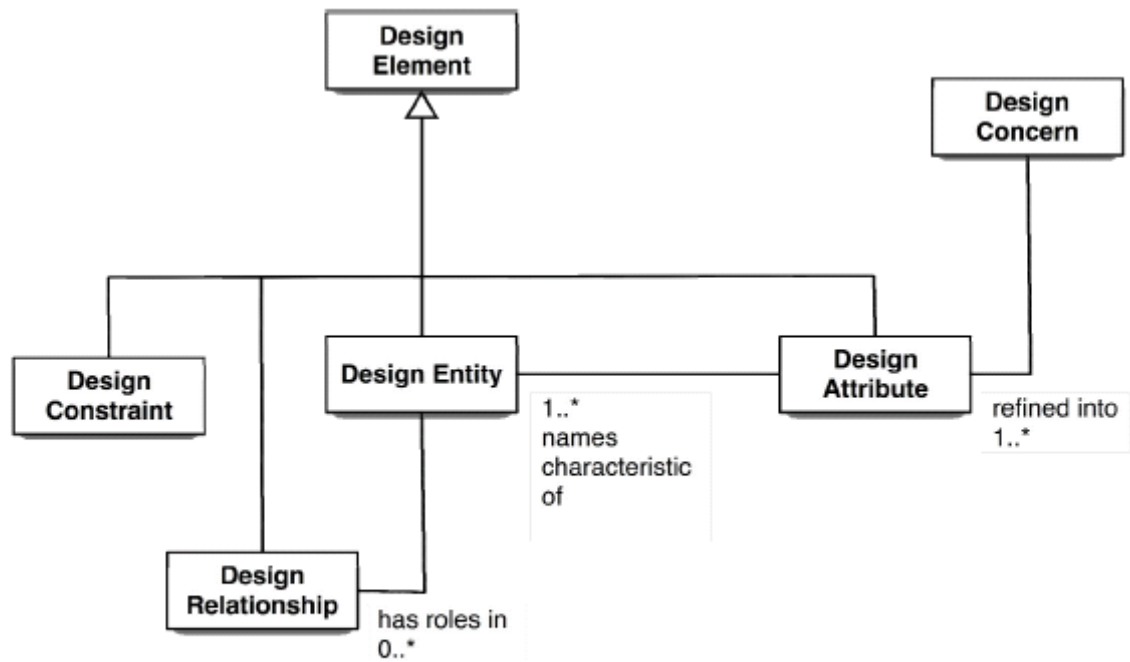 Design
Element
Design
Concern
Design
Constraint
Design Entity
Design
Attribute
1..*
names
characteristic
of
refined into
1..*
Design
Relationship
has roles in
0..*